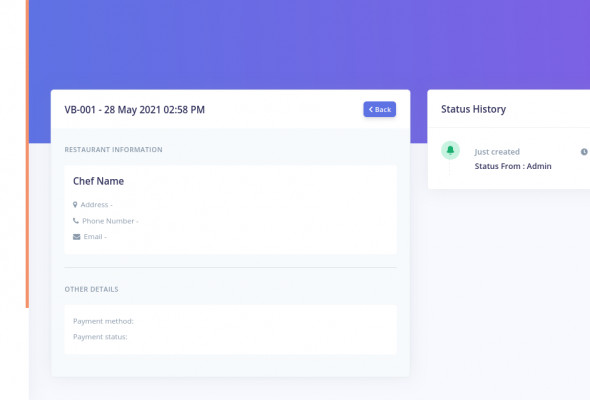 VB-001 - 28 May 2021 02:58 PM
Back
RESTAURANT INFORMATION
Chef Name
Address -
Phone Number -
Email -
OTHER DETAILS
Payment method:
Payment status:
Status History
Just created
Status From : Admin